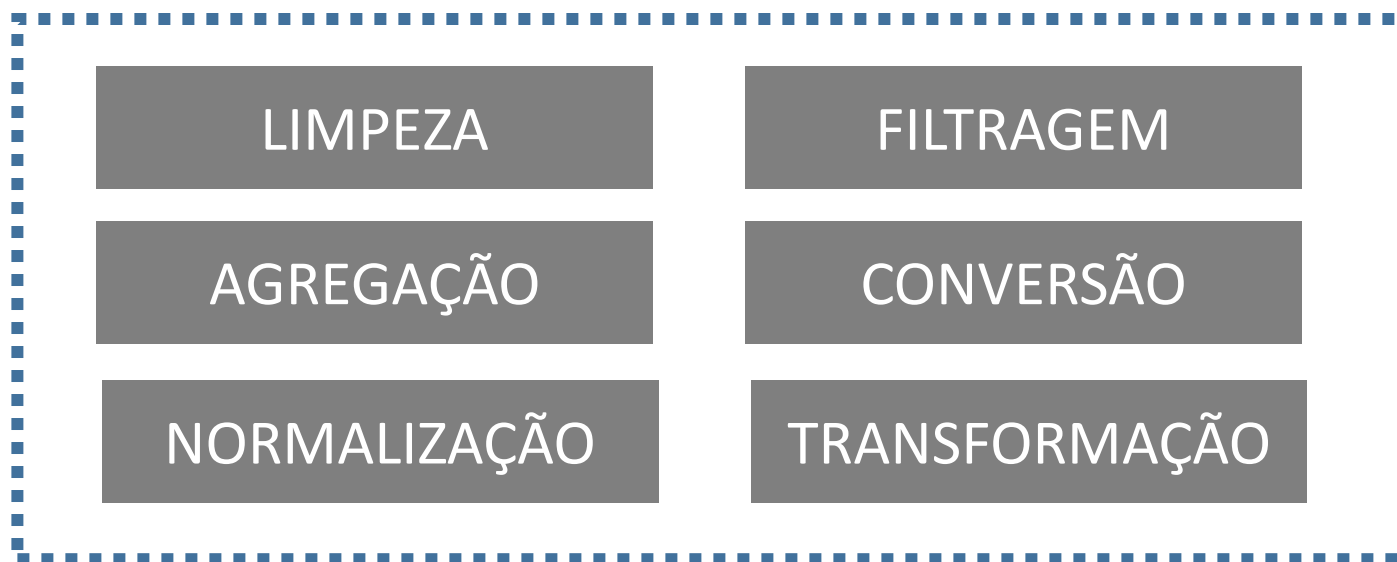 LIMPEZA
FILTRAGEM
AGREGAÇÃO
CONVERSÃO
NORMALIZAÇÃO
TRANSFORMAÇÃO